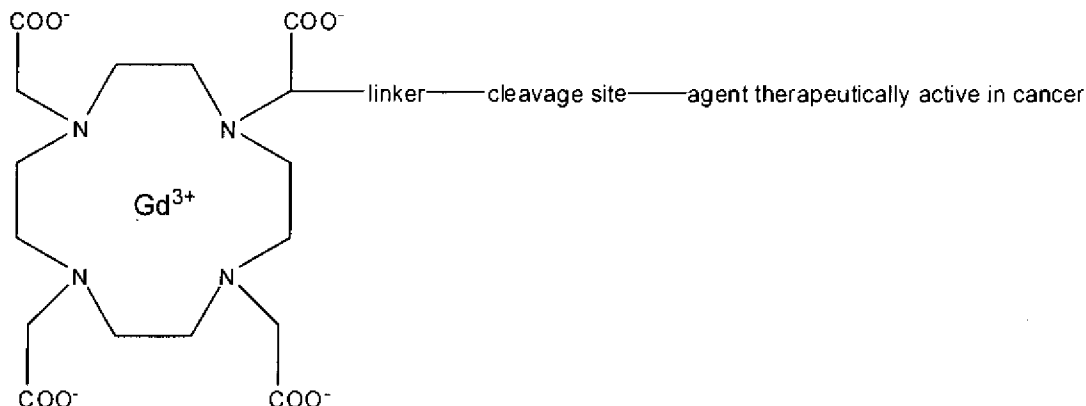 COO⁻ COO⁻
linker cleavage site agent therapeutically active in cancer
N N
Gd³⁺
N N
COO⁻ COO⁻